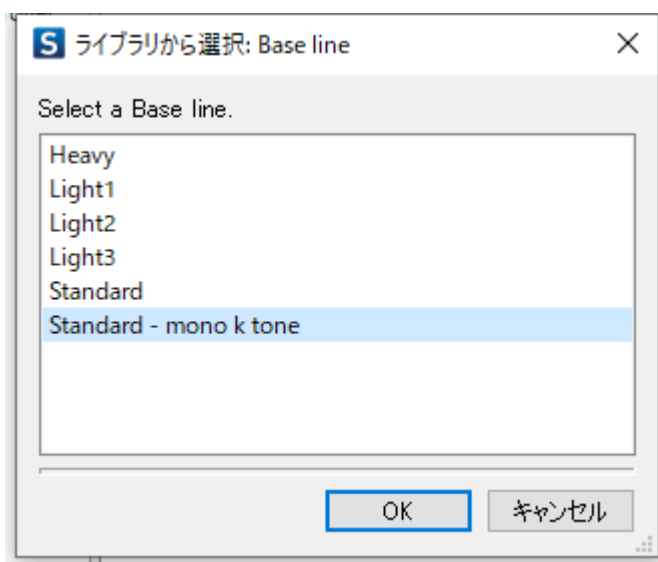 S ライブラリから選択: Base line
Select a Base line.
Heavy
Light1
Light2
Light3
Standard
Standard - mono k tone
OK キャンセル